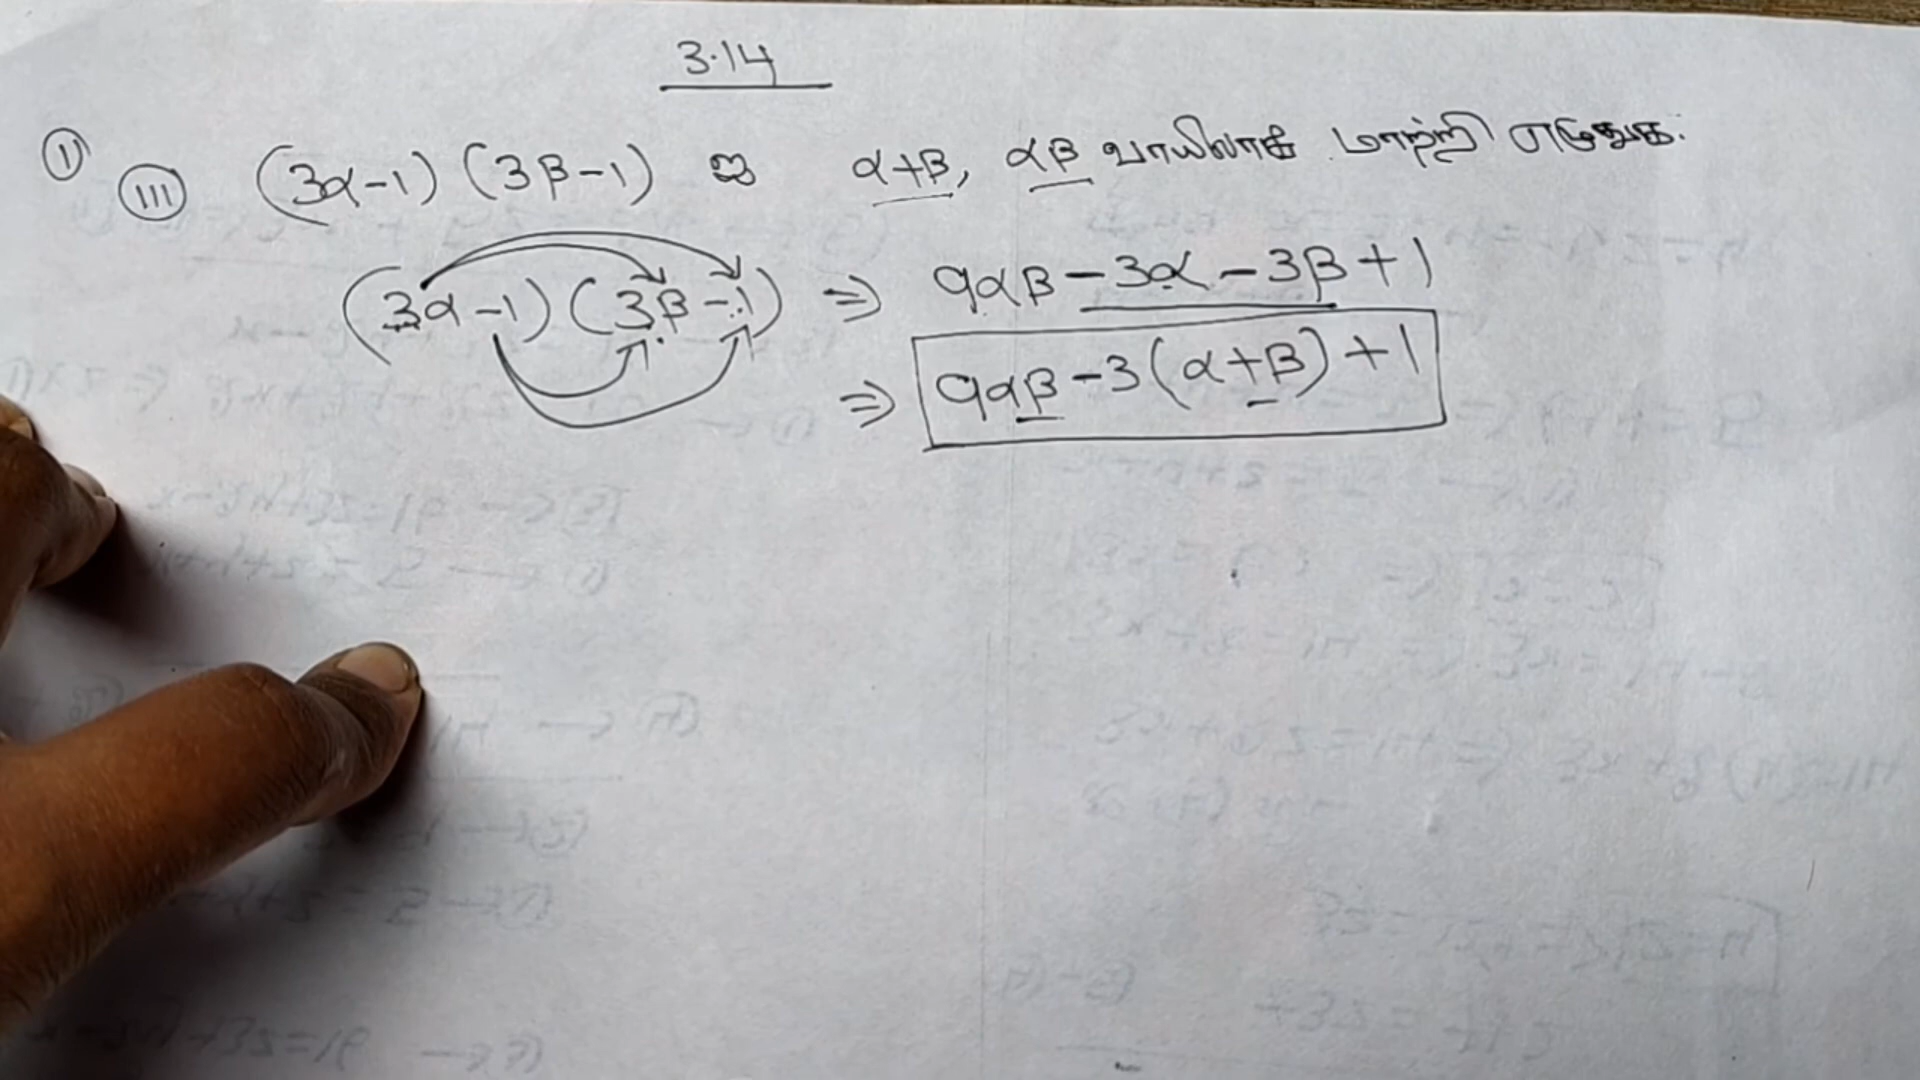 3.14
① ⅲ (3α-1) (3β-1) ஐ α+β, αβ வாயிலாக மாற்றி எழுதுக.
(3α-1) (3β-1) ⇒ 9αβ-3α-3β+1
⇒ 9αβ-3(α+β)+1